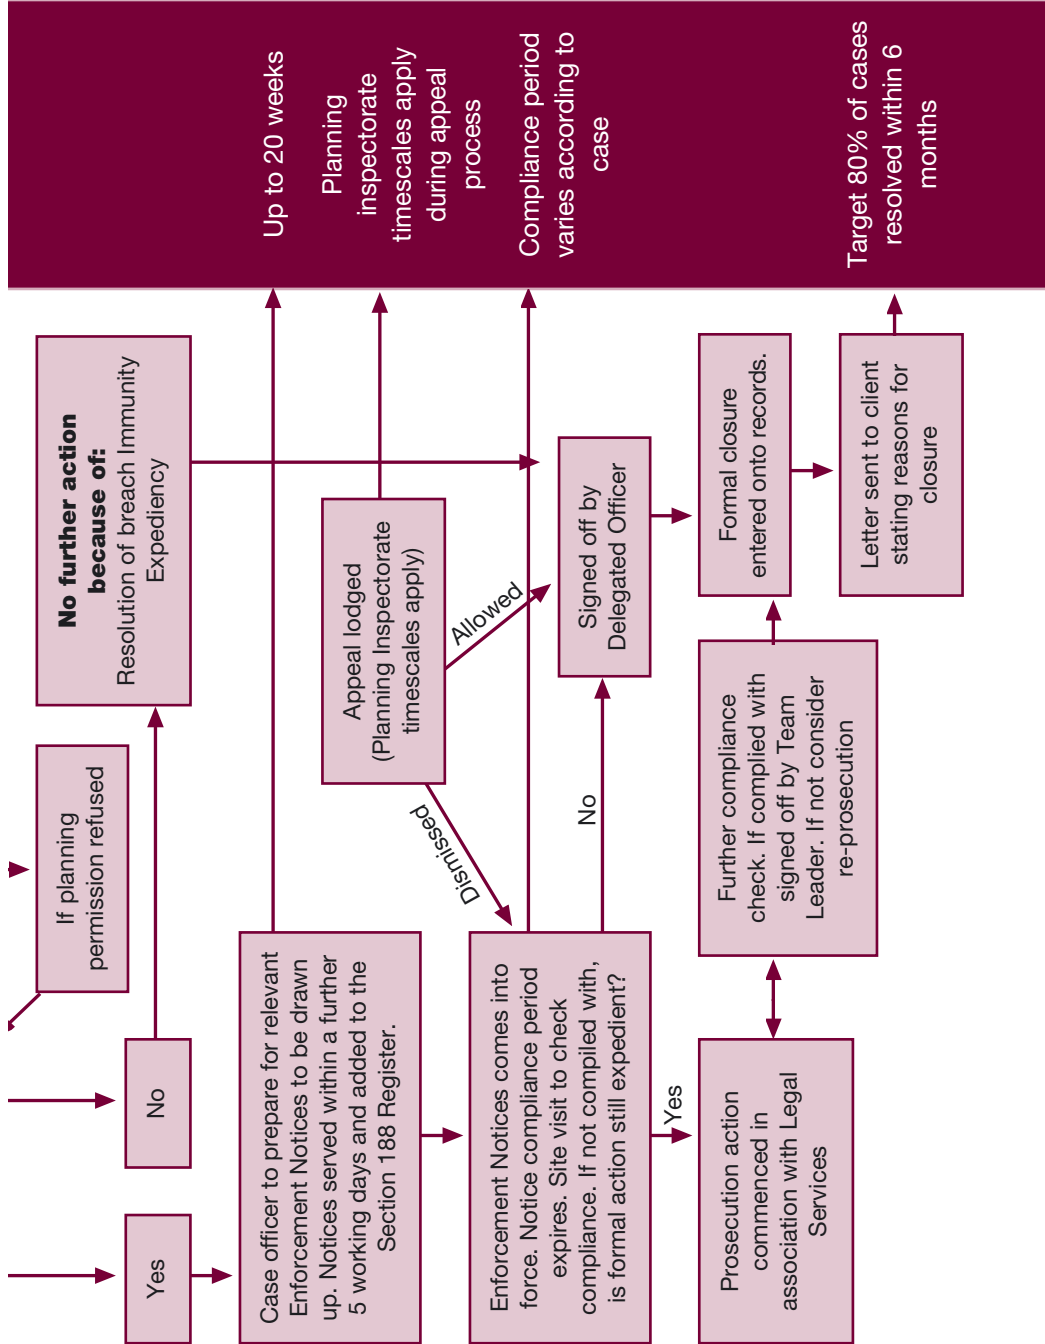 Yes
No
If planning
permission refused
No further action
because of:
Resolution of breach Immunity
Expediency
Case officer to prepare for relevant
Enforcement Notices to be drawn
up. Notices served within a further
5 working days and added to the
Section 188 Register.
Up to 20 weeks
Appeal lodged
(Planning Inspectorate
timescales apply)
Planning
inspectorate
timescales apply
during appeal
process
Dismissed
Allowed
Enforcement Notices comes into
force. Notice compliance period
expires. Site visit to check
compliance. If not compiled with,
is formal action still expedient?
No
Signed off by
Delegated Officer
Compliance period
varies according to
case
Yes
Prosecution action
commenced in
association with Legal
Services
Further compliance
check. If complied with
signed off by Team
Leader. If not consider
re-prosecution
Formal closure
entered onto records.
Letter sent to client
stating reasons for
closure
Target 80% of cases
resolved within 6
months